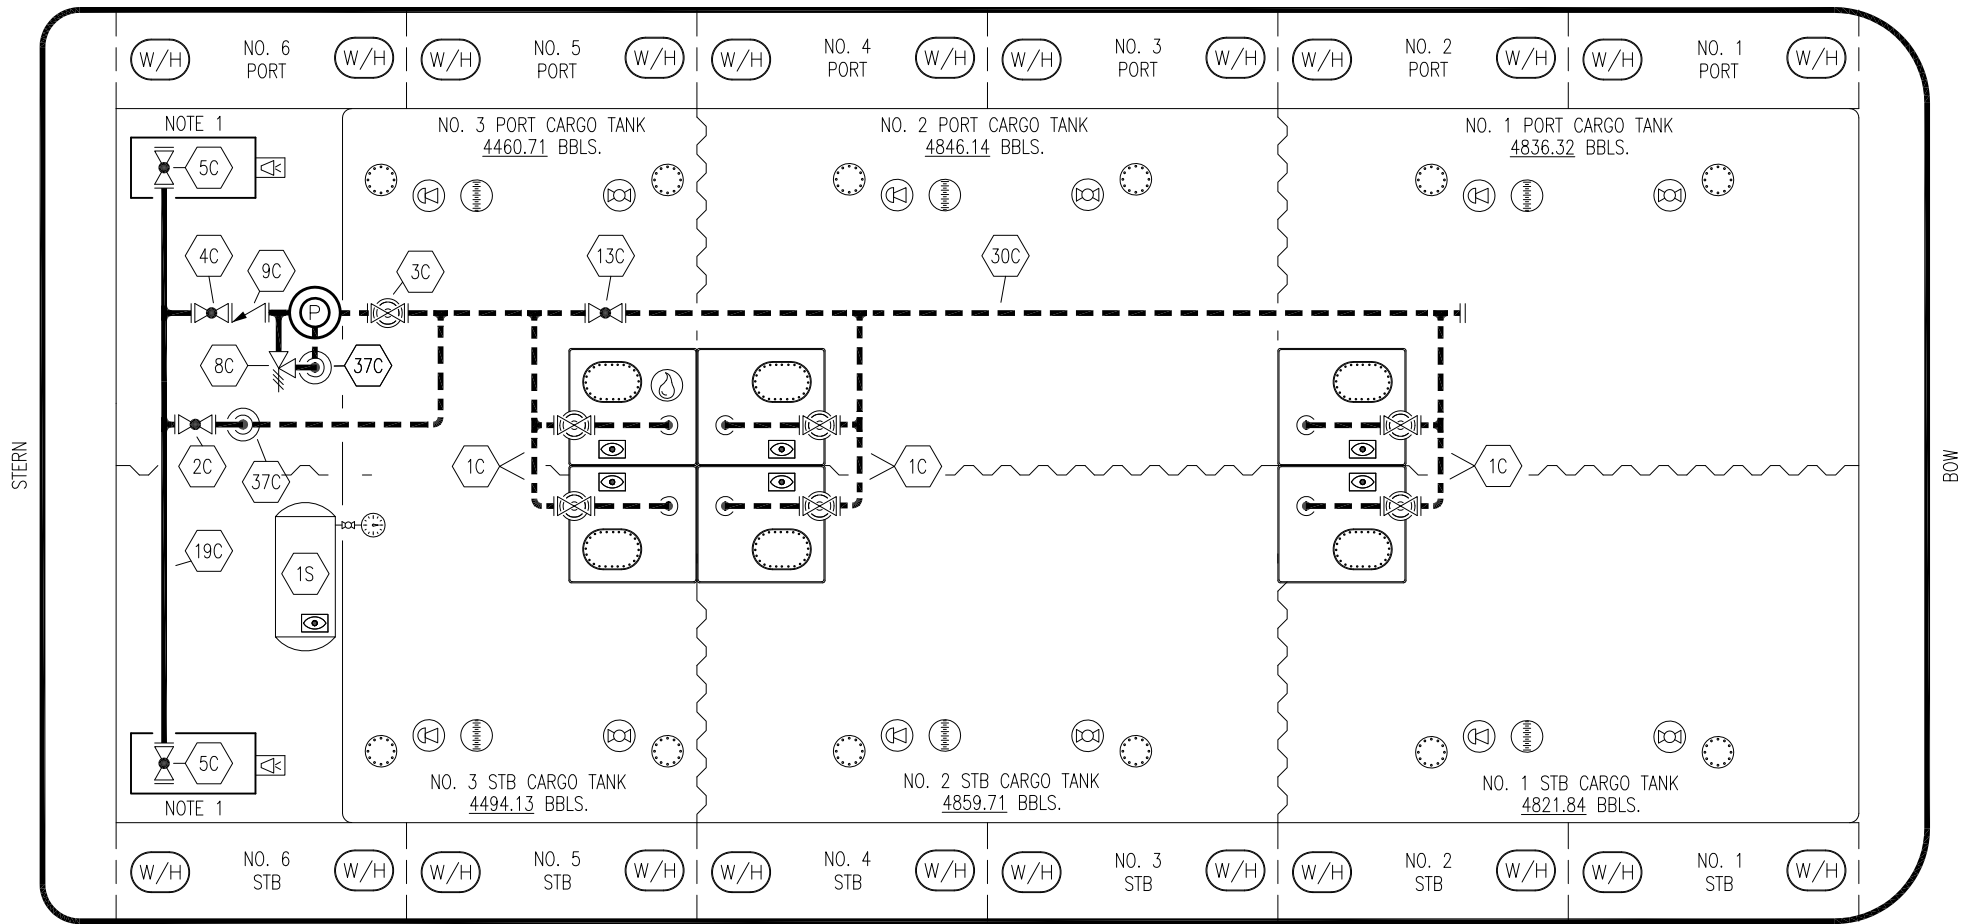 W/H
NO. 6
PORT
W/H
W/H
NO. 5
PORT
W/H
W/H
NO. 4
PORT
W/H
W/H
NO. 3
PORT
W/H
W/H
NO. 2
PORT
W/H
W/H
NO. 1
PORT
W/H
NOTE 1
5C
NO. 3 PORT CARGO TANK
4460.71 BBLS.
NO. 2 PORT CARGO TANK
4846.14 BBLS.
NO. 1 PORT CARGO TANK
4836.32 BBLS.
4C
9C
3C
13C
30C
P
8C
37C
STERN
2C
37C
1C
1C
1C
BOW
19C
1S
5C
NOTE 1
NO. 3 STB CARGO TANK
4494.13 BBLS.
NO. 2 STB CARGO TANK
4859.71 BBLS.
NO. 1 STB CARGO TANK
4821.84 BBLS.
W/H
NO. 6
STB
W/H
W/H
NO. 5
STB
W/H
W/H
NO. 4
STB
W/H
W/H
NO. 3
STB
W/H
W/H
NO. 2
STB
W/H
W/H
NO. 1
STB
W/H